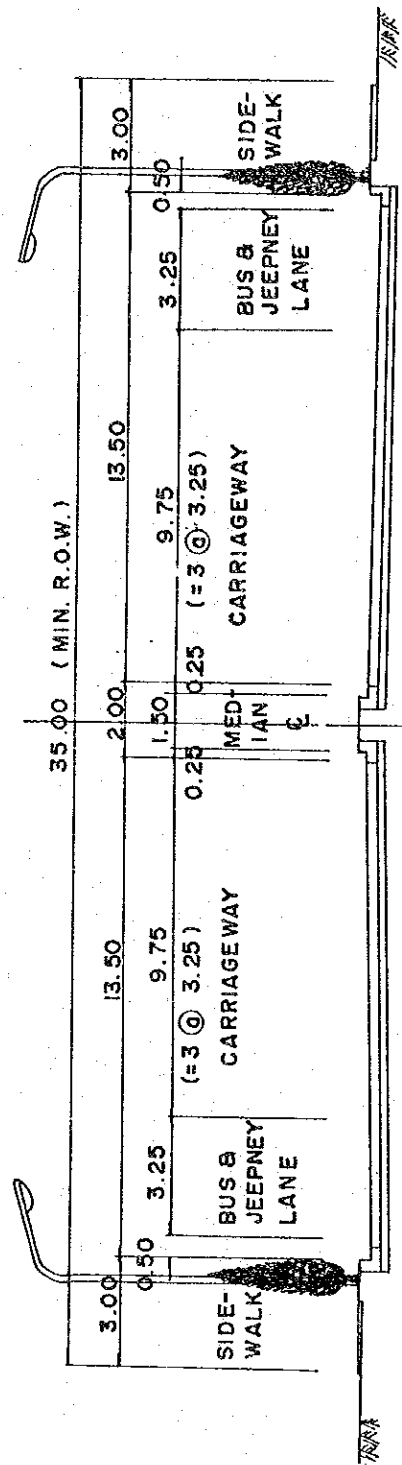 35.00 (MIN. R.O.W.)
3.00
13.50
2.00
13.50
3.00
0.50
3.25
9.75
0.25
1.50
0.25
9.75
3.25
0.50
(=3 @ 3.25)
(=3 @ 3.25)
SIDE-
WALK
BUS &
JEEPNEY
LANE
CARRIAGEWAY
MED-
IAN
℄
CARRIAGEWAY
BUS &
JEEPNEY
LANE
SIDE-
WALK